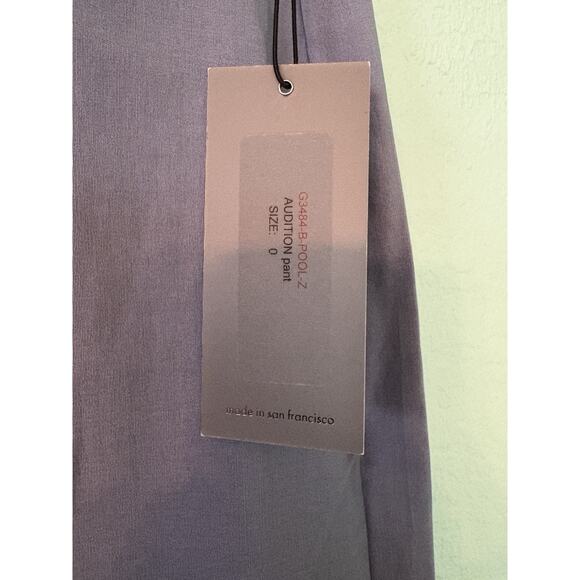 G3484-B-POOL-Z
AUDITION pant
SIZE: 0
made in san francisco